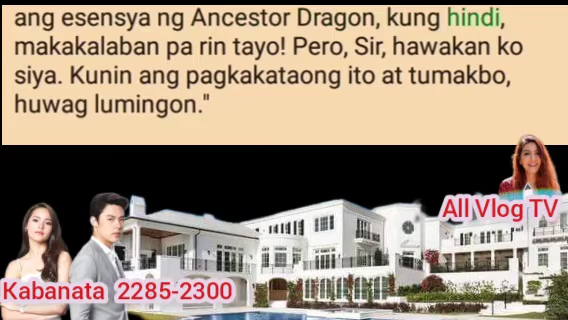 ang esensya ng Ancestor Dragon, kung hindi,
makakalaban pa rin tayo! Pero, Sir, hawakan ko
siya. Kunin ang pagkakataong ito at tumakbo,
huwag lumingon."
All Vlog TV
Kabanata 2285-2300